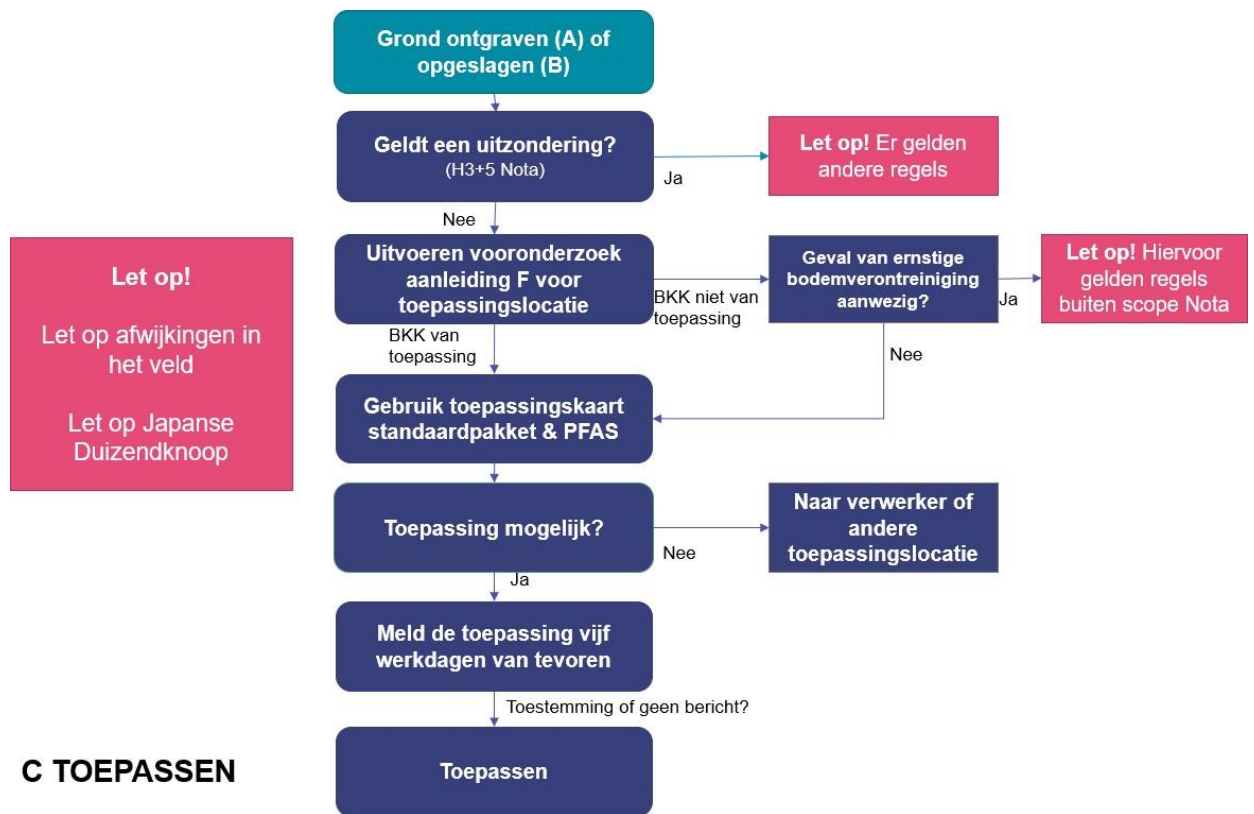 Grond ontgraven (A) of
opgeslagen (B)
Geldt een uitzondering?
(H3+5 Nota)
Ja
Let op! Er gelden
andere regels
Nee
Let op!
Let op afwijkingen in
het veld
Let op Japanse
Duizendknoop
Uitvoeren vooronderzoek
aanleiding F voor
toepassingslocatie
BKK niet van
toepassing
Geval van ernstige
bodemverontreiniging
aanwezig?
Ja
Let op! Hiervoor
gelden regels
buiten scope Nota
BKK van
toepassing
Nee
Gebruik toepassingskaart
standaardpakket & PFAS
Toepassing mogelijk?
Nee
Naar verwerker of
andere
toepassingslocatie
Ja
Meld de toepassing vijf
werkdagen van tevoren
Toestemming of geen bericht?
Toepassen
C TOEPASSEN